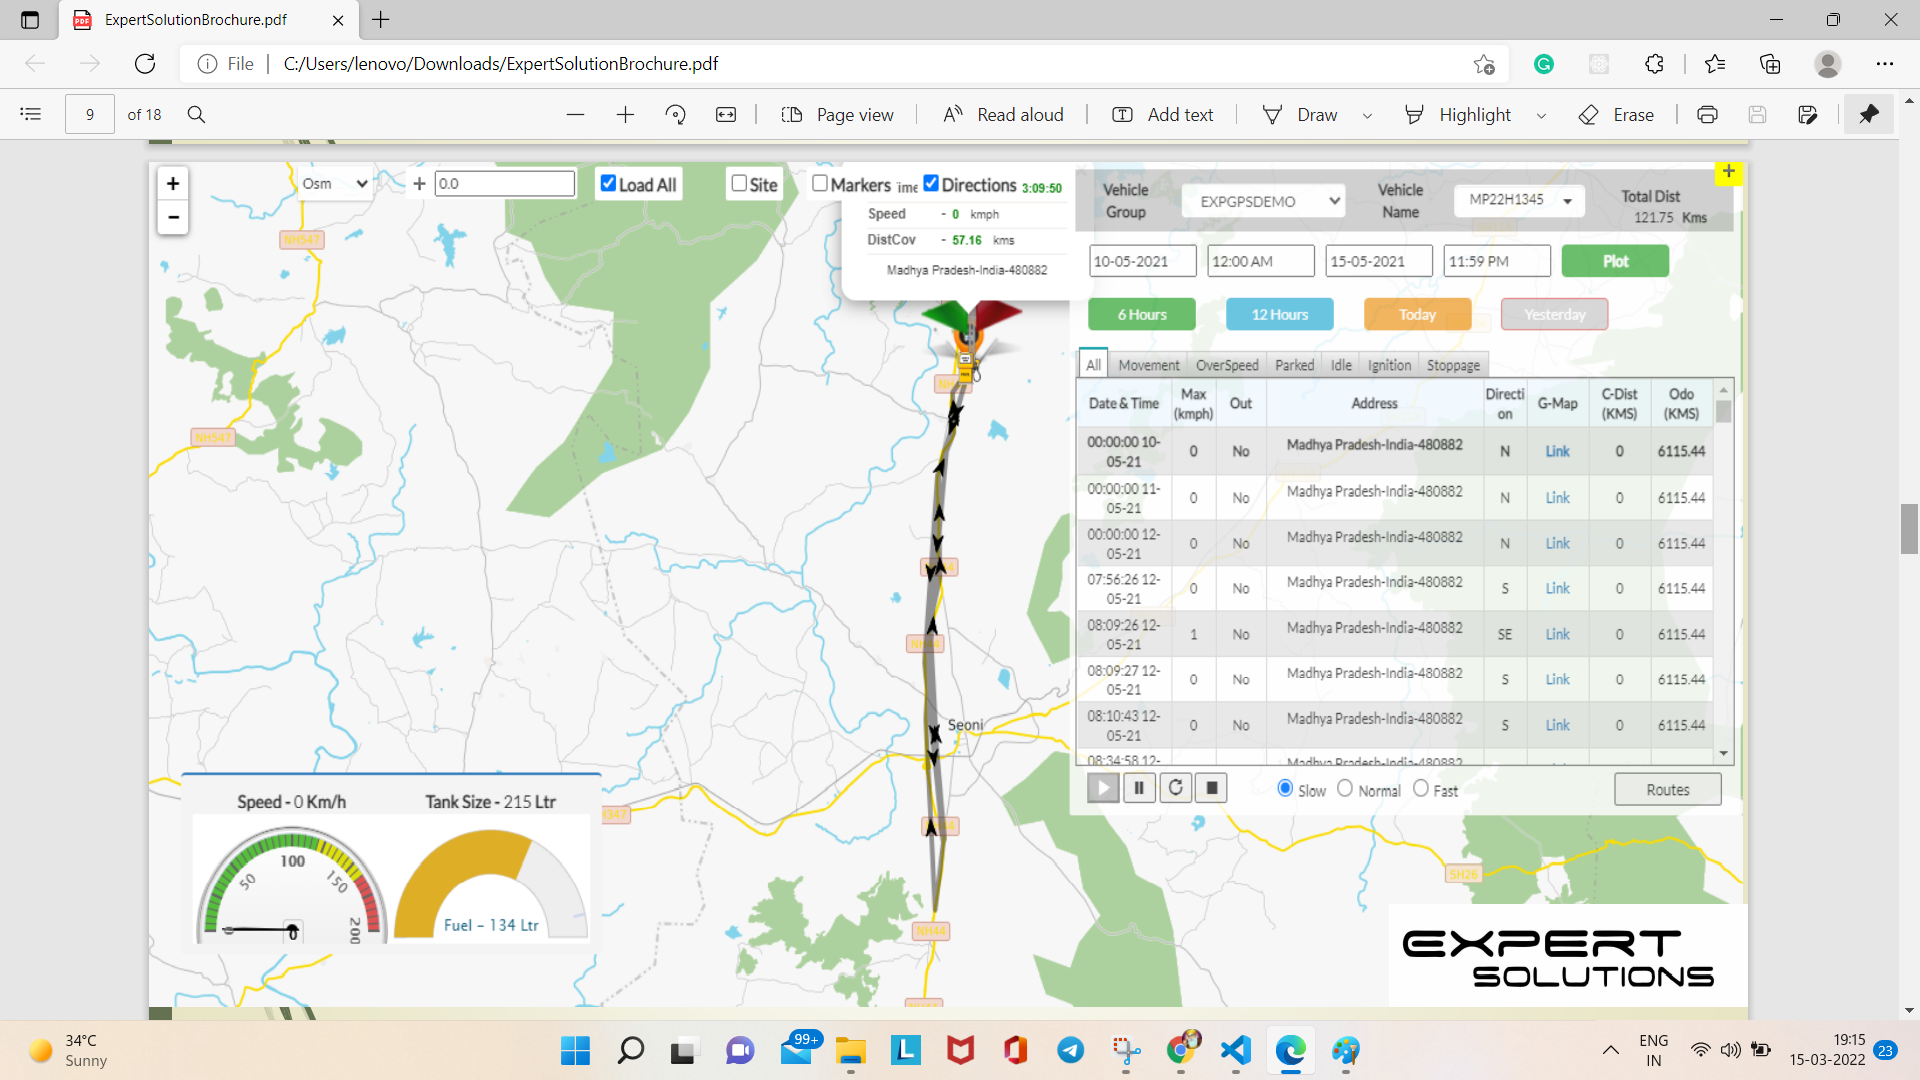 ExpertSolutionBrochure.pdf
File
C:/Users/lenovo/Downloads/ExpertSolutionBrochure.pdf
9 of 18
Page view
Read aloud
Add text
Draw
Highlight
Erase
+
-
Osm
0.0
Load All
Site
Markers
Directions 3:09:50
Speed - 0 kmph
DistCov - 57.16 kms
Madhya Pradesh-India-480882
Vehicle Group
EXPGPSDEMO
Vehicle Name
MP22H1345
Total Dist
121.75 Kms
10-05-2021
12:00 AM
15-05-2021
11:59 PM
Plot
6 Hours
12 Hours
Today
Yesterday
All Movement OverSpeed Parked Idle Ignition Stoppage
Date & Time Max (kmph) Out Address Directi on G-Map C-Dist (KMS) Odo (KMS)
00:00:00 10-05-21 0 No Madhya Pradesh-India-480882 N Link 0 6115.44
00:00:00 11-05-21 0 No Madhya Pradesh-India-480882 N Link 0 6115.44
00:00:00 12-05-21 0 No Madhya Pradesh-India-480882 N Link 0 6115.44
07:56:26 12-05-21 0 No Madhya Pradesh-India-480882 S Link 0 6115.44
08:09:26 12-05-21 1 No Madhya Pradesh-India-480882 SE Link 0 6115.44
08:09:27 12-05-21 0 No Madhya Pradesh-India-480882 S Link 0 6115.44
08:10:43 12-05-21 0 No Madhya Pradesh-India-480882 S Link 0 6115.44
08:34:58 12- Madhya Pradesh-India-480882
Slow
Normal
Fast
Routes
NH547
NH547
NH44
Seoni
SH26
NH44
Speed - 0 Km/h
Tank Size - 215 Ltr
50
100
150
200
0
Fuel - 134 Ltr
EXPERT
SOLUTIONS
34°C
Sunny
99+
ENG
IN
19:15
15-03-2022
23